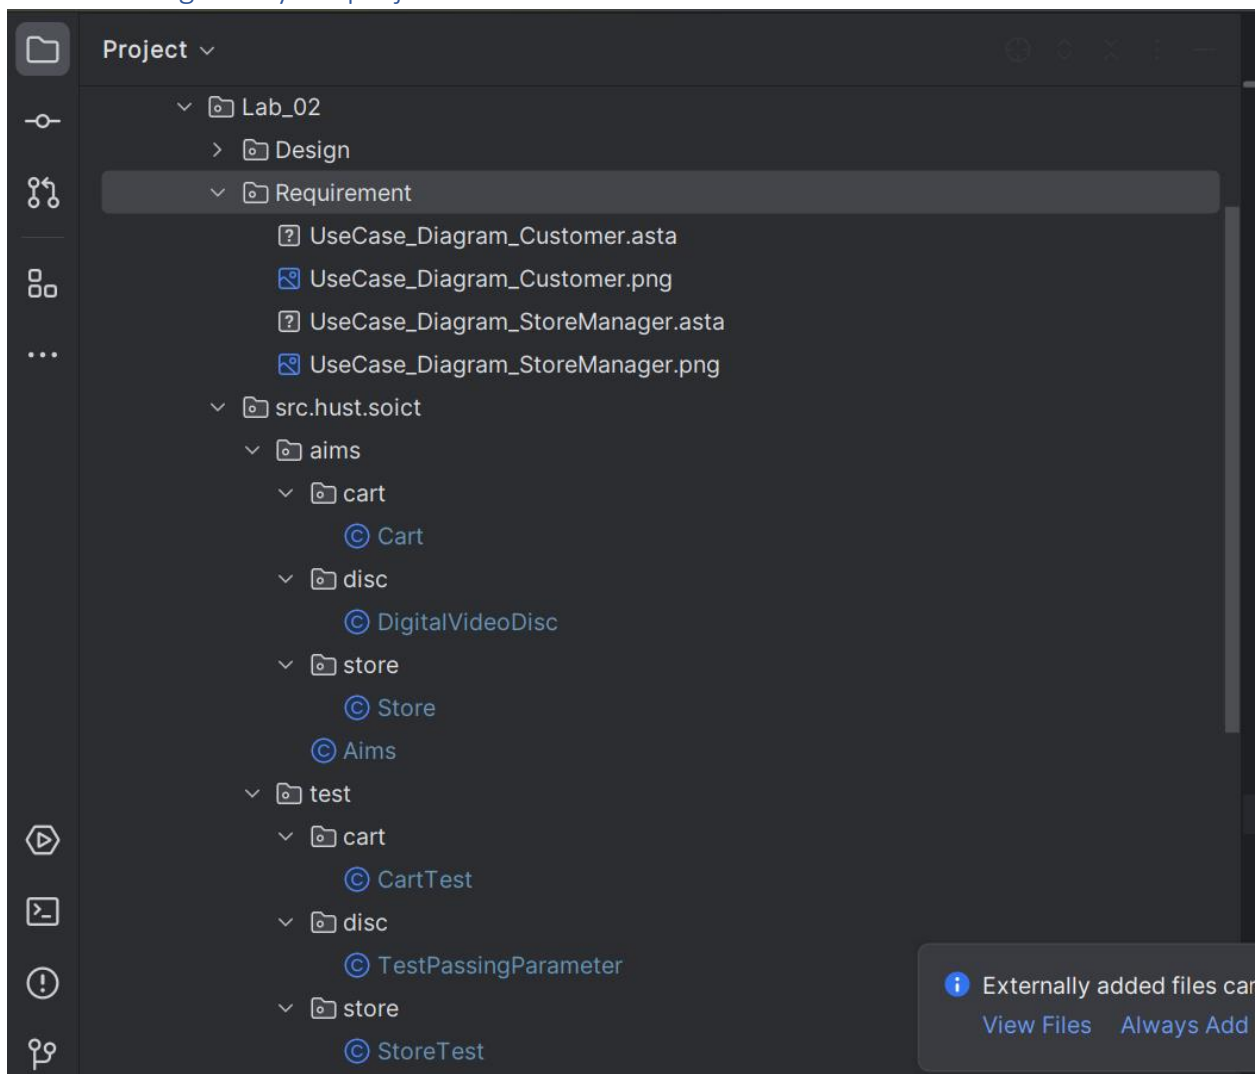 Project
Lab_02
Design
Requirement
UseCase_Diagram_Customer.asta
UseCase_Diagram_Customer.png
UseCase_Diagram_StoreManager.asta
UseCase_Diagram_StoreManager.png
src.hust.soict
aims
cart
Cart
disc
DigitalVideoDisc
store
Store
Aims
test
cart
CartTest
disc
TestPassingParameter
store
StoreTest
Externally added files can
View Files Always Add